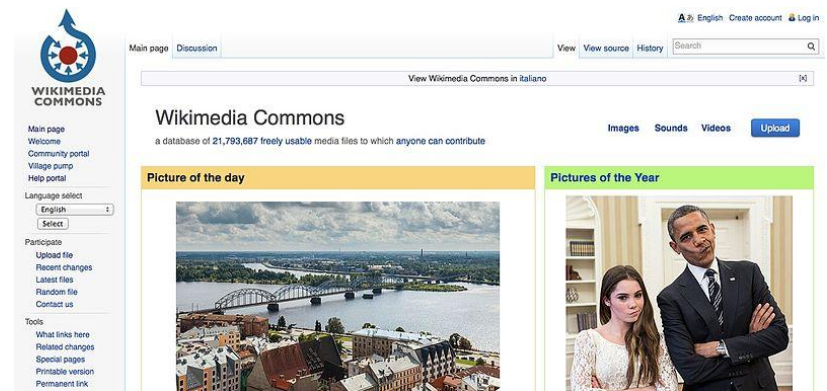 English Create account Log in
Main page Discussion View View source History Search
View Wikimedia Commons in italiano [x]
WIKIMEDIA
COMMONS
Wikimedia Commons
a database of 21,793,687 freely usable media files to which anyone can contribute
Images Sounds Videos Upload
Main page
Welcome
Community portal
Village pump
Help portal
Language select
English
Select
Participate
Upload file
Recent changes
Latest files
Random file
Contact us
Tools
What links here
Related changes
Special pages
Printable version
Permanent link
Picture of the day
Pictures of the Year